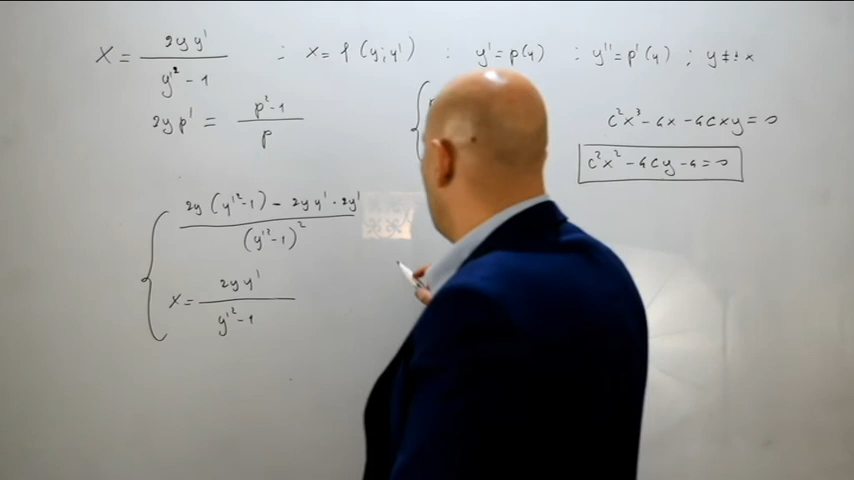 x = 2yy' / y'² - 1 : x = f(y; y') : y' = p(y) : y'' = p'(y) ; y ≠ ± x
2yp' = p² - 1 / p
c²x³ - 4x - 4cxy = 0
c²x² - 4cy - 4 = 0
2y(y'² - 1) - 2yy' · 2y' / (y'² - 1)²
x = 2yy' / y'² - 1